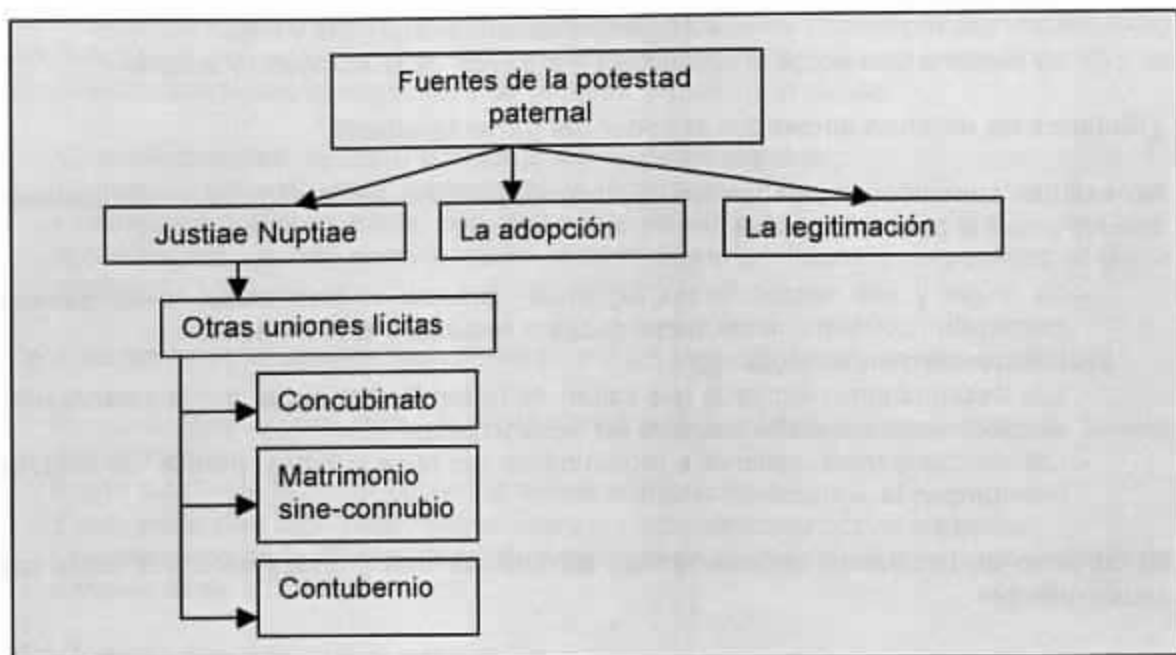 Fuentes de la potestad
paternal
Justiae Nuptiae
La adopción
La legitimación
Otras uniones lícitas
Concubinato
Matrimonio
sine-connubio
Contubernio